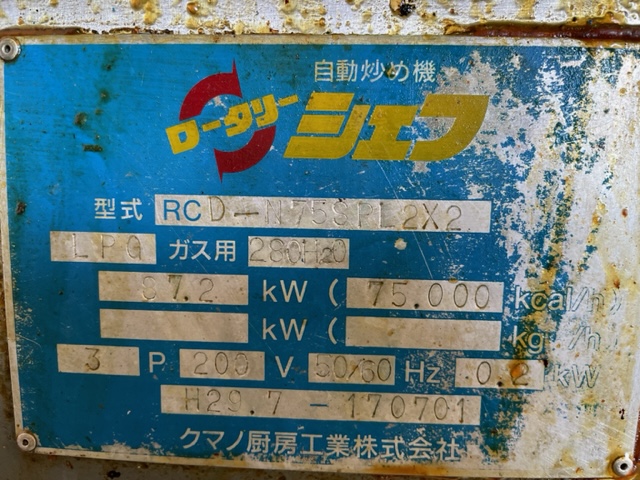 自動炒め機
ロータリー シェフ
型式 RCD-N75SPL2X2
LPG ガス用 280H2O
87.2 kW ( 75.000 kcal/h )
kW ( kg/h )
3 P 200 V 50/60 Hz 0.2 kW
H29.7 - 170701
クマノ厨房工業株式会社